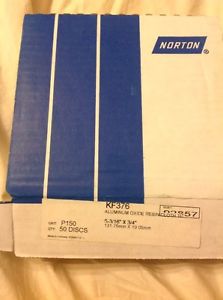 NORTON
®
KF376
ALUMINUM OXIDE RESIN
GRIT P150
QTY. 50 DISCS
5-3/16" X 3/4"
131.76mm X 19.05mm